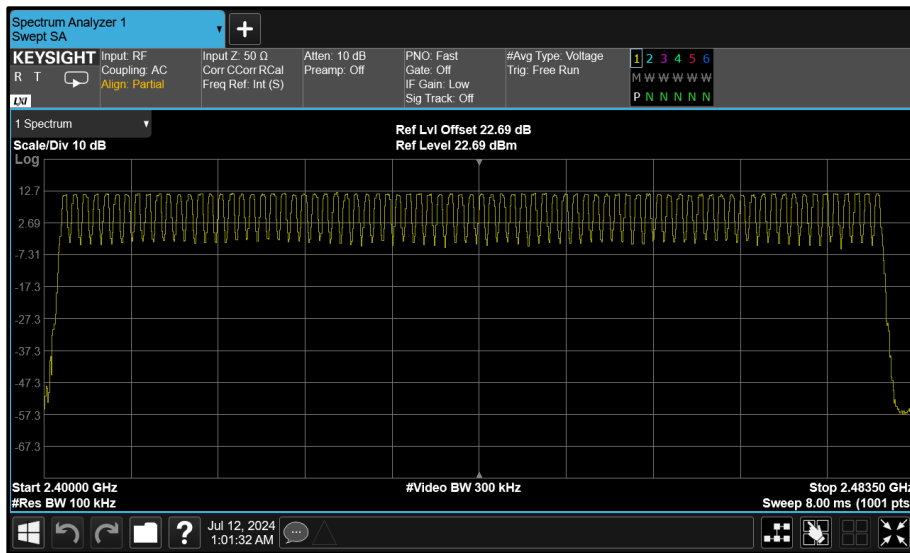 Spectrum Analyzer 1
Swept SA
KEYSIGHT
R T
LXI
Input: RF
Coupling: AC
Align: Partial
Input Z: 50 Ω
Corr CCorr RCal
Freq Ref: Int (S)
Atten: 10 dB
Preamp: Off
PNO: Fast
Gate: Off
IF Gain: Low
Sig Track: Off
#Avg Type: Voltage
Trig: Free Run
1 2 3 4 5 6
M W W W W W
P N N N N N
1 Spectrum
Scale/Div 10 dB
Ref Lvl Offset 22.69 dB
Ref Level 22.69 dBm
Log
12.7
2.69
-7.31
-17.3
-27.3
-37.3
-47.3
-57.3
-67.3
Start 2.40000 GHz
#Res BW 100 kHz
#Video BW 300 kHz
Stop 2.48350 GHz
Sweep 8.00 ms (1001 pts
Jul 12, 2024
1:01:32 AM